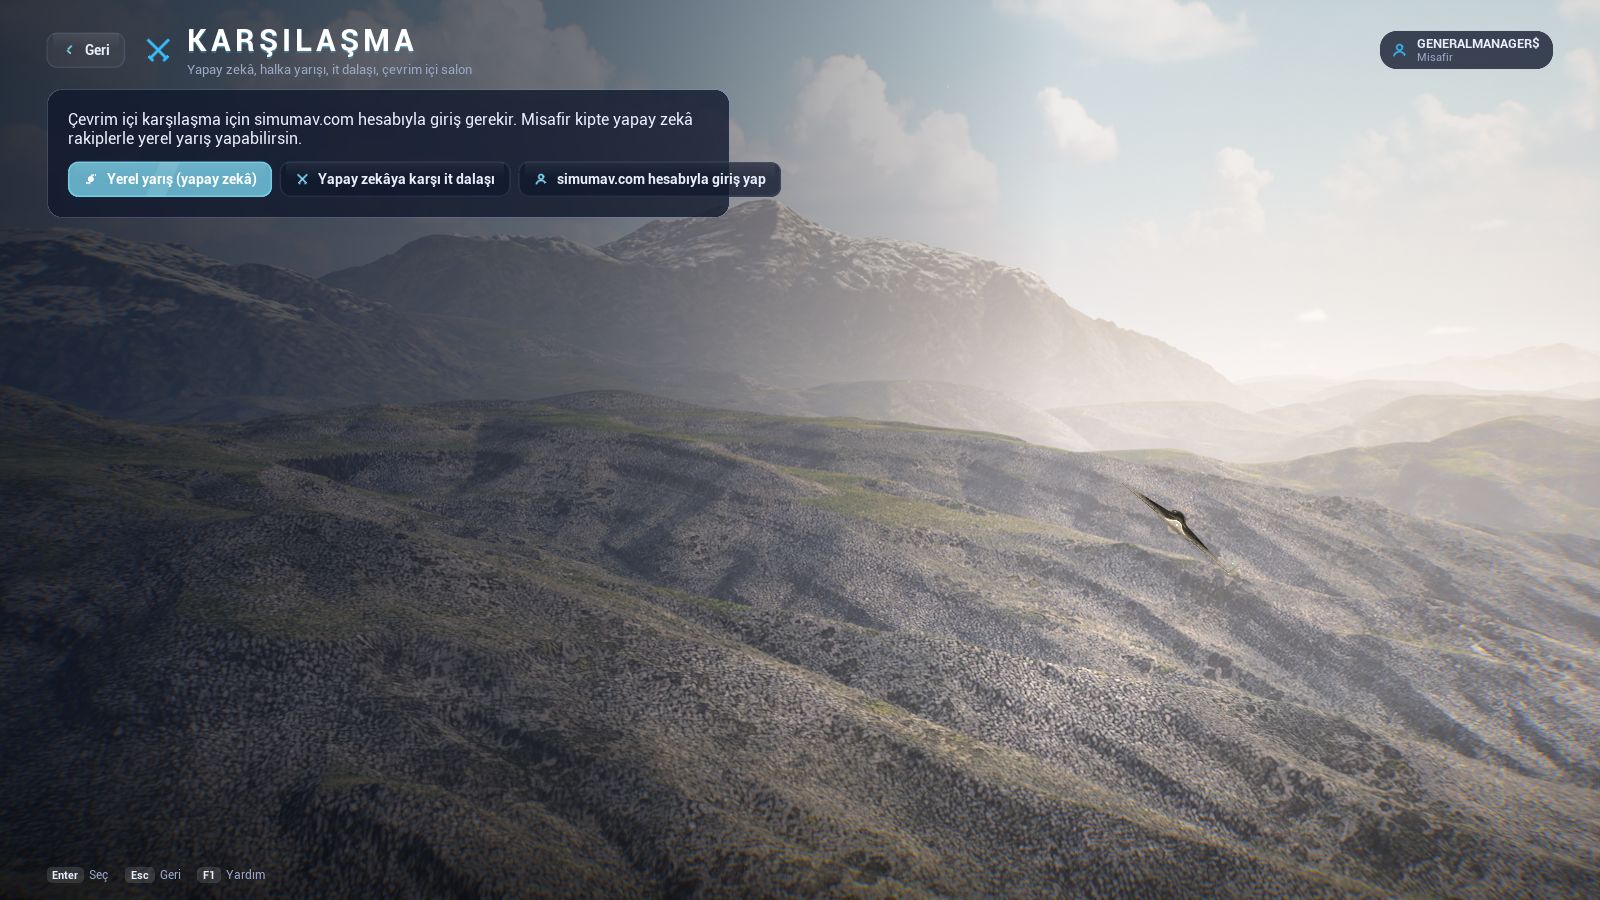 Geri
KARŞILAŞMA
Yapay zekâ, halka yarışı, it dalaşı, çevrim içi salon
GENERALMANAGER$
Misafir
Çevrim içi karşılaşma için simumav.com hesabıyla giriş gerekir. Misafir kipte yapay zekâ
rakiplerle yerel yarış yapabilirsin.
Yerel yarış (yapay zekâ)
Yapay zekâya karşı it dalaşı
simumav.com hesabıyla giriş yap
Enter Seç Esc Geri F1 Yardım